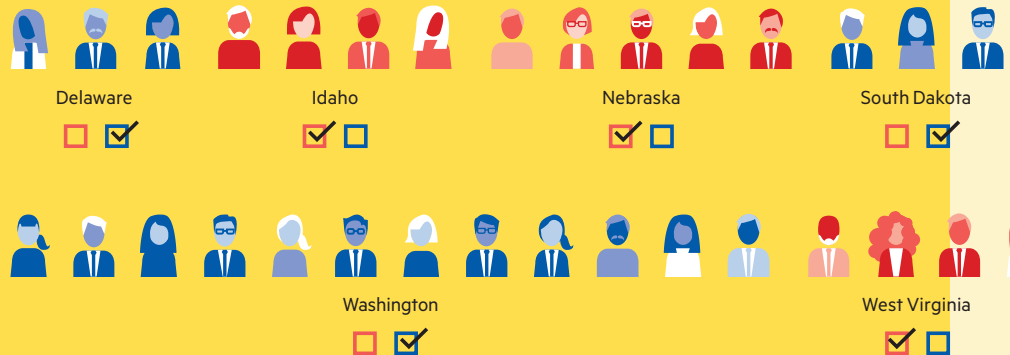 Delaware
Idaho
Nebraska
South Dakota
Washington
West Virginia